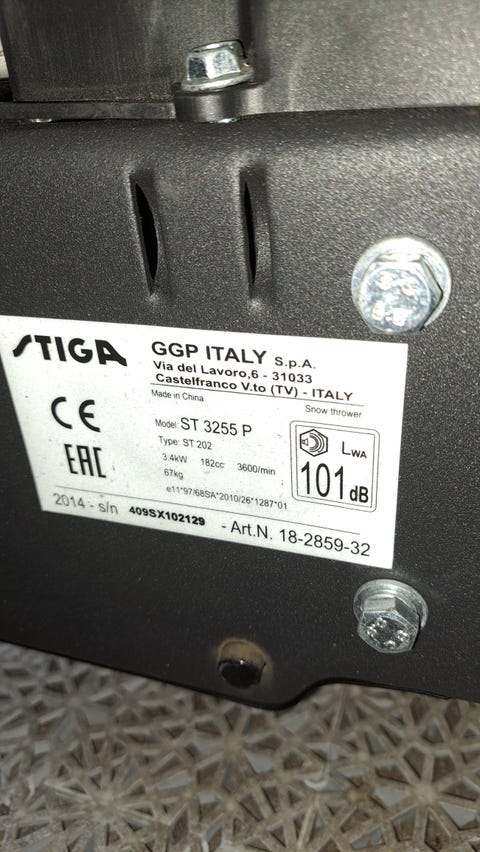 STIGA
GGP ITALY S.p.A.
Via del Lavoro,6 - 31033
Castelfranco V.to (TV) - ITALY
Made in China
Snow thrower
CE
Model: ST 3255 P
Type: ST 202
EAC
3.4kW 182cc 3600/min
67kg
LWA
101 dB
e11*97/68SA*2010/26*1287*01
2014 - s/n 409SX102129 - Art.N. 18-2859-32